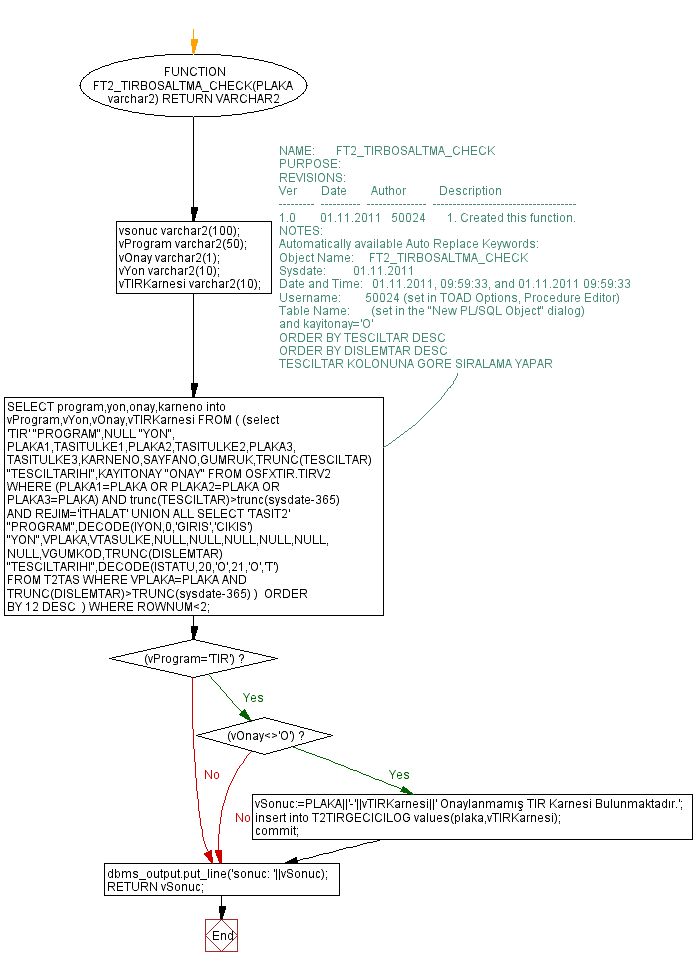 FUNCTION
FT2_TIRBOSALTMA_CHECK(PLAKA
varchar2) RETURN VARCHAR2
NAME: FT2_TIRBOSALTMA_CHECK
PURPOSE:
REVISIONS:
Ver Date Author Description
--------- ---------- --------------- ------------------------------------
1.0 01.11.2011 50024 1. Created this function.
NOTES:
Automatically available Auto Replace Keywords:
Object Name: FT2_TIRBOSALTMA_CHECK
Sysdate: 01.11.2011
Date and Time: 01.11.2011, 09:59:33, and 01.11.2011 09:59:33
Username: 50024 (set in TOAD Options, Procedure Editor)
Table Name: (set in the "New PL/SQL Object" dialog)
and kayitonay='O'
ORDER BY TESCILTAR DESC
ORDER BY DISLEMTAR DESC
TESCILTAR KOLONUNA GORE SIRALAMA YAPAR
vsonuc varchar2(100);
vProgram varchar2(50);
vOnay varchar2(1);
vYon varchar2(10);
vTIRKarnesi varchar2(10);
SELECT program,yon,onay,karneno into
vProgram,vYon,vOnay,vTIRKarnesi FROM ( (select
'TIR' "PROGRAM",NULL "YON",
PLAKA1,TASITULKE1,PLAKA2,TASITULKE2,PLAKA3,
TASITULKE3,KARNENO,SAYFANO,GUMRUK,TRUNC(TESCILTAR)
"TESCILTARIHI",KAYITONAY "ONAY" FROM OSFXTIR.TIRV2
WHERE (PLAKA1=PLAKA OR PLAKA2=PLAKA OR
PLAKA3=PLAKA) AND trunc(TESCILTAR)>trunc(sysdate-365)
AND REJIM='İTHALAT' UNION ALL SELECT 'TASIT2'
"PROGRAM",DECODE(IYON,0,'GIRIS','CIKIS')
"YON",VPLAKA,VTASULKE,NULL,NULL,NULL,NULL,NULL,
NULL,VGUMKOD,TRUNC(DISLEMTAR)
"TESCILTARIHI",DECODE(ISTATU,20,'O',21,'O','T')
FROM T2TAS WHERE VPLAKA=PLAKA AND
TRUNC(DISLEMTAR)>TRUNC(sysdate-365) ) ORDER
BY 12 DESC ) WHERE ROWNUM<2;
(vProgram='TIR') ?
Yes
(vOnay<>'O') ?
No
Yes
vSonuc:=PLAKA||'-'||vTIRKarnesi||' Onaylanmamış TIR Karnesi Bulunmaktadır.';
insert into T2TIRGECICILOG values(plaka,vTIRKarnesi);
commit;
No
dbms_output.put_line('sonuc: '||vSonuc);
RETURN vSonuc;
End